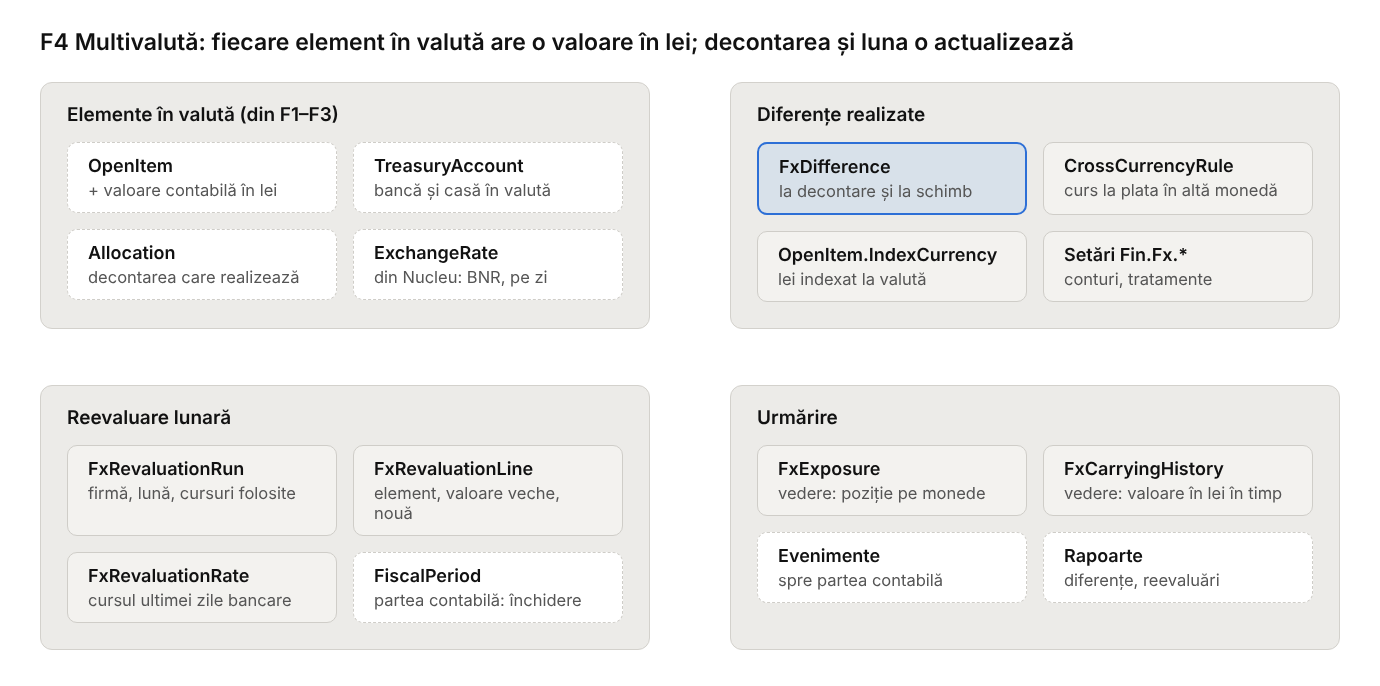 F4 Multivalută: fiecare element în valută are o valoare în lei; decontarea și luna o actualizează
Elemente în valută (din F1–F3)
OpenItem
+ valoare contabilă în lei
TreasuryAccount
bancă și casă în valută
Allocation
decontarea care realizează
ExchangeRate
din Nucleu: BNR, pe zi
Diferențe realizate
FxDifference
la decontare și la schimb
CrossCurrencyRule
curs la plata în altă monedă
OpenItem.IndexCurrency
lei indexat la valută
Setări Fin.Fx.*
conturi, tratamente
Reevaluare lunară
FxRevaluationRun
firmă, lună, cursuri folosite
FxRevaluationLine
element, valoare veche,
nouă
FxRevaluationRate
cursul ultimei zile bancare
FiscalPeriod
partea contabilă: închidere
Urmărire
FxExposure
vedere: poziție pe monede
FxCarryingHistory
vedere: valoare în lei în timp
Evenimente
spre partea contabilă
Rapoarte
diferențe, reevaluări